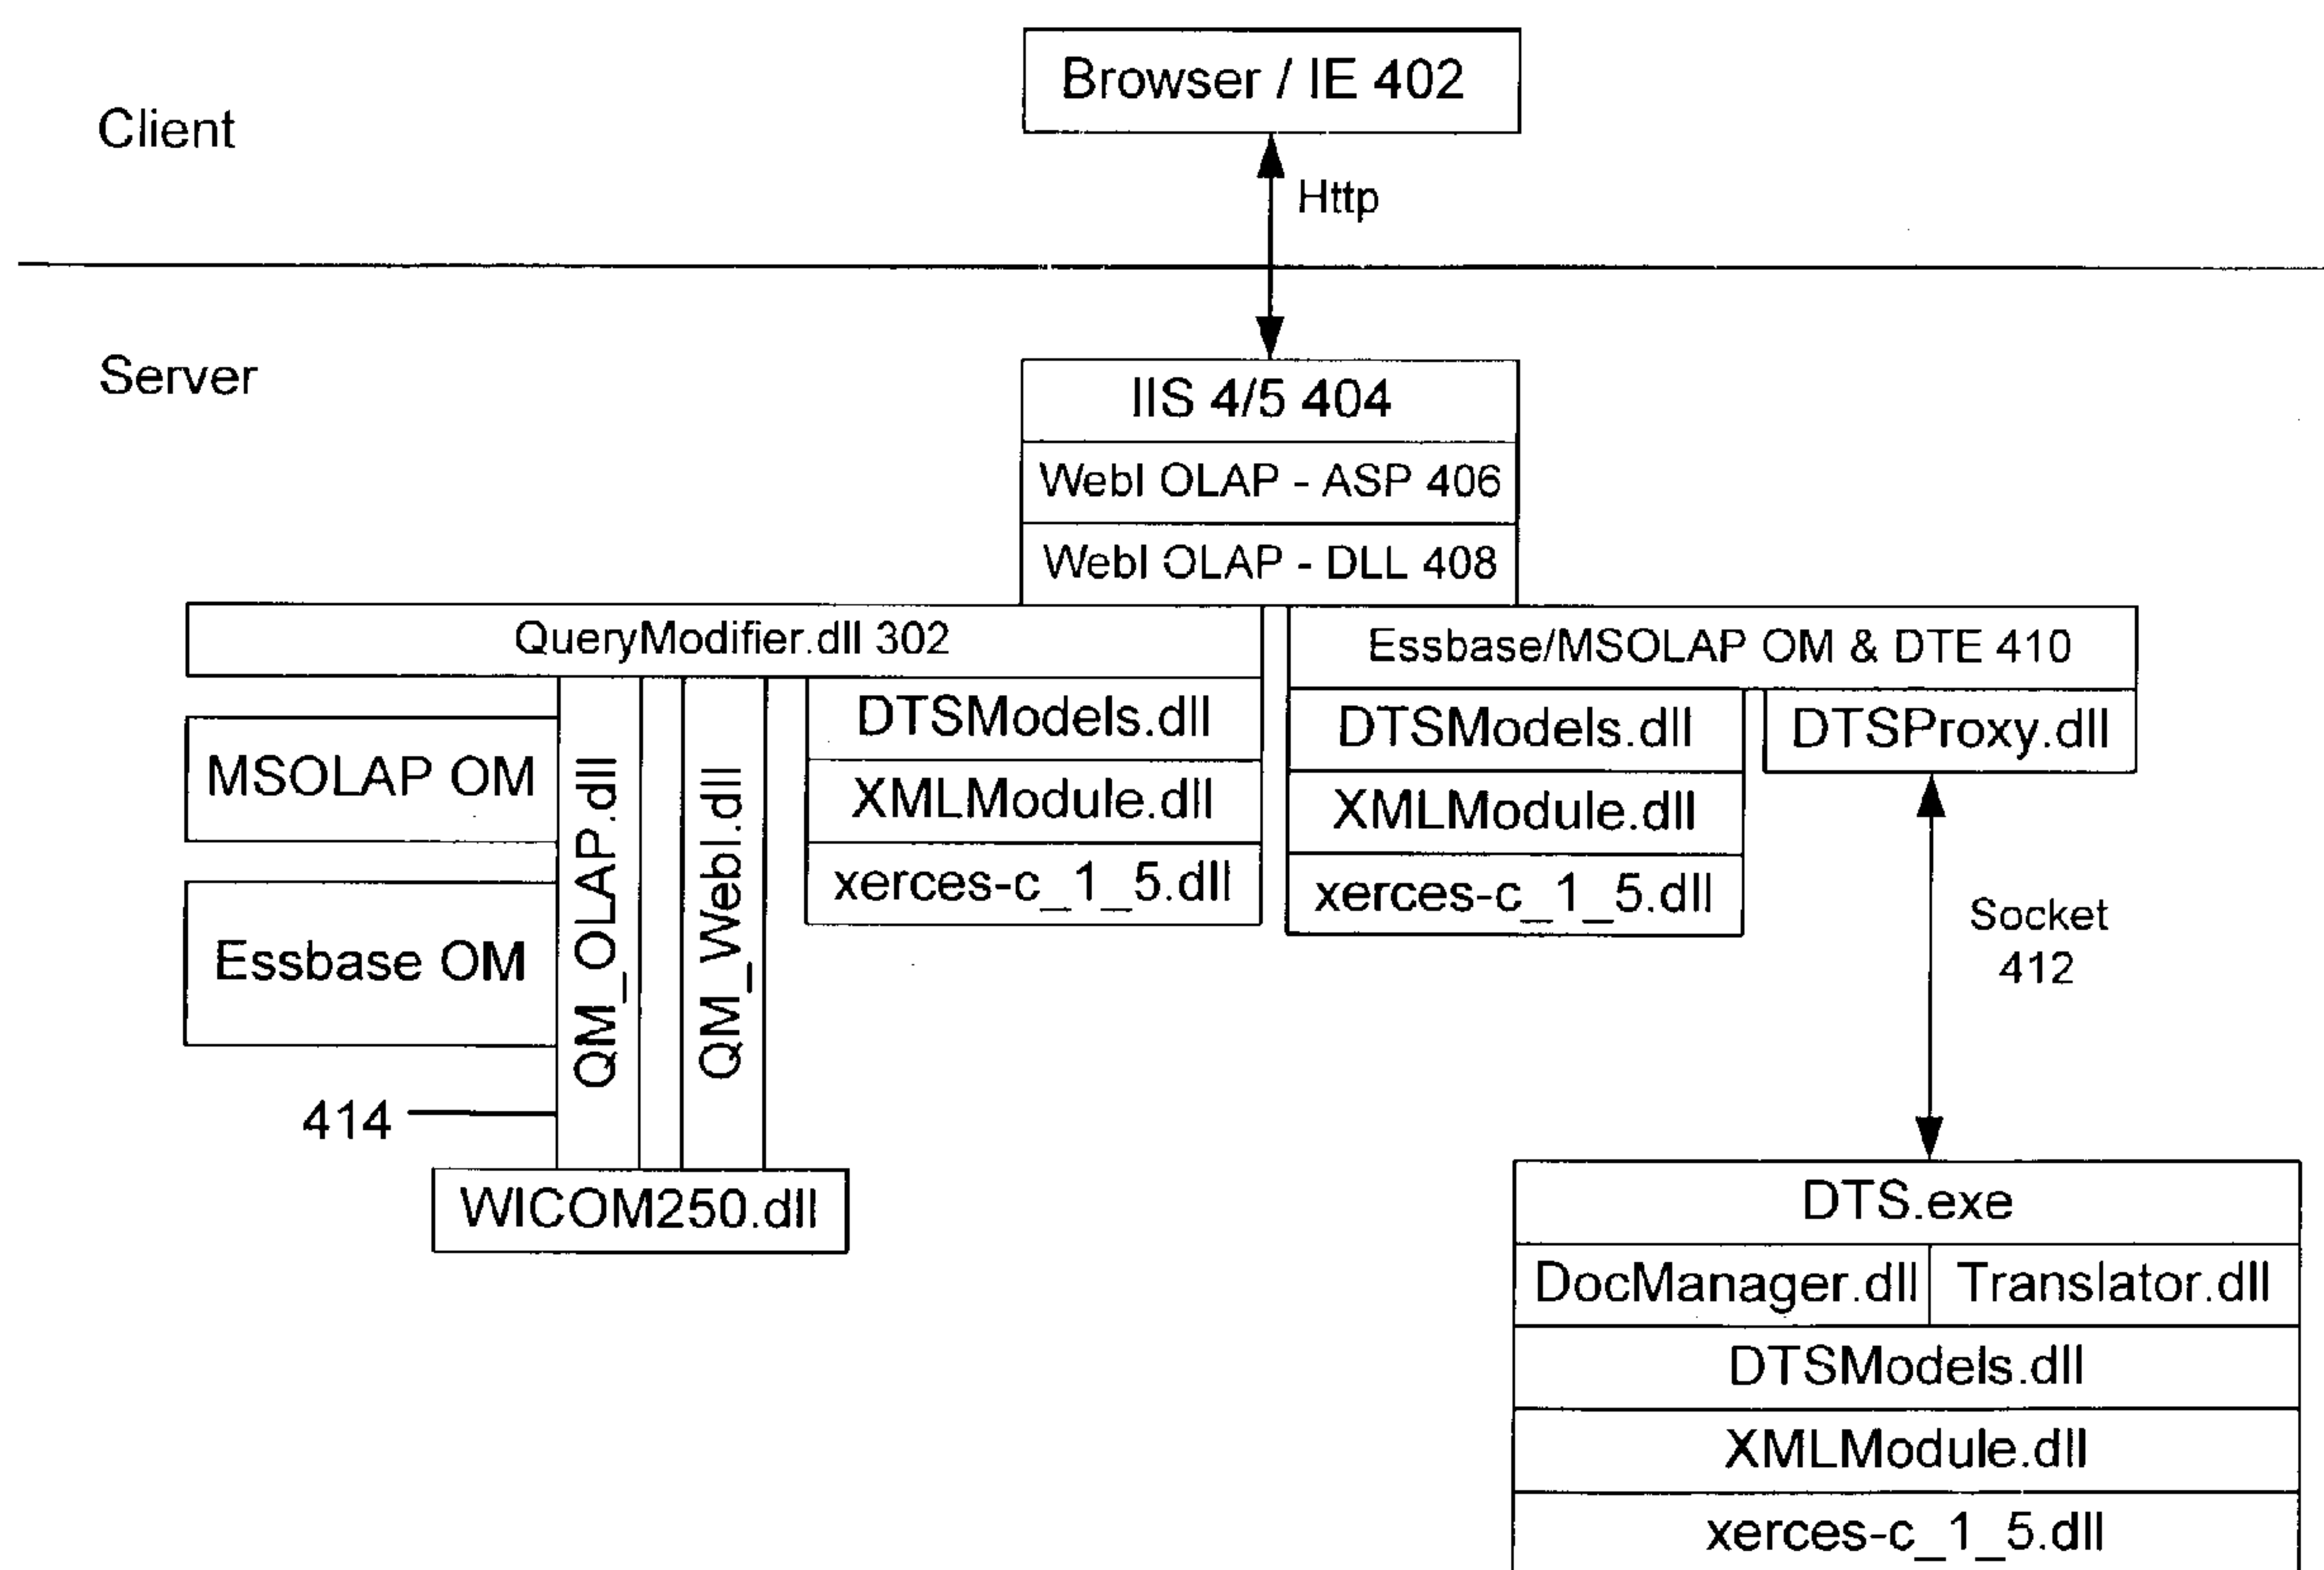 Browser / IE 402
Client
Http
Server
IIS 4/5 404
WebI OLAP - ASP 406
WebI OLAP - DLL 408
QueryModifier.dll 302
Essbase/MSOLAP OM & DTE 410
MSOLAP OM
Essbase OM
QM_OLAP.dll
QM_WebI.dll
DTSModels.dll
XMLModule.dll
xerces-c_1_5.dll
DTSModels.dll
XMLModule.dll
xerces-c_1_5.dll
DTSProxy.dll
Socket
412
414
WICOM250.dll
DTS.exe
DocManager.dll
Translator.dll
DTSModels.dll
XMLModule.dll
xerces-c_1_5.dll